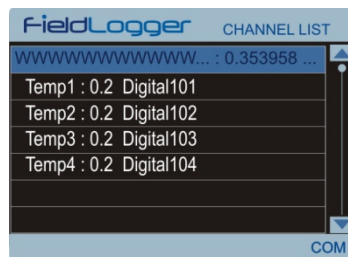 FieldLogger CHANNEL LIST
WWWWWWWWWWWW... : 0.353958 ...
Temp1 : 0.2 Digital101
Temp2 : 0.2 Digital102
Temp3 : 0.2 Digital103
Temp4 : 0.2 Digital104
COM